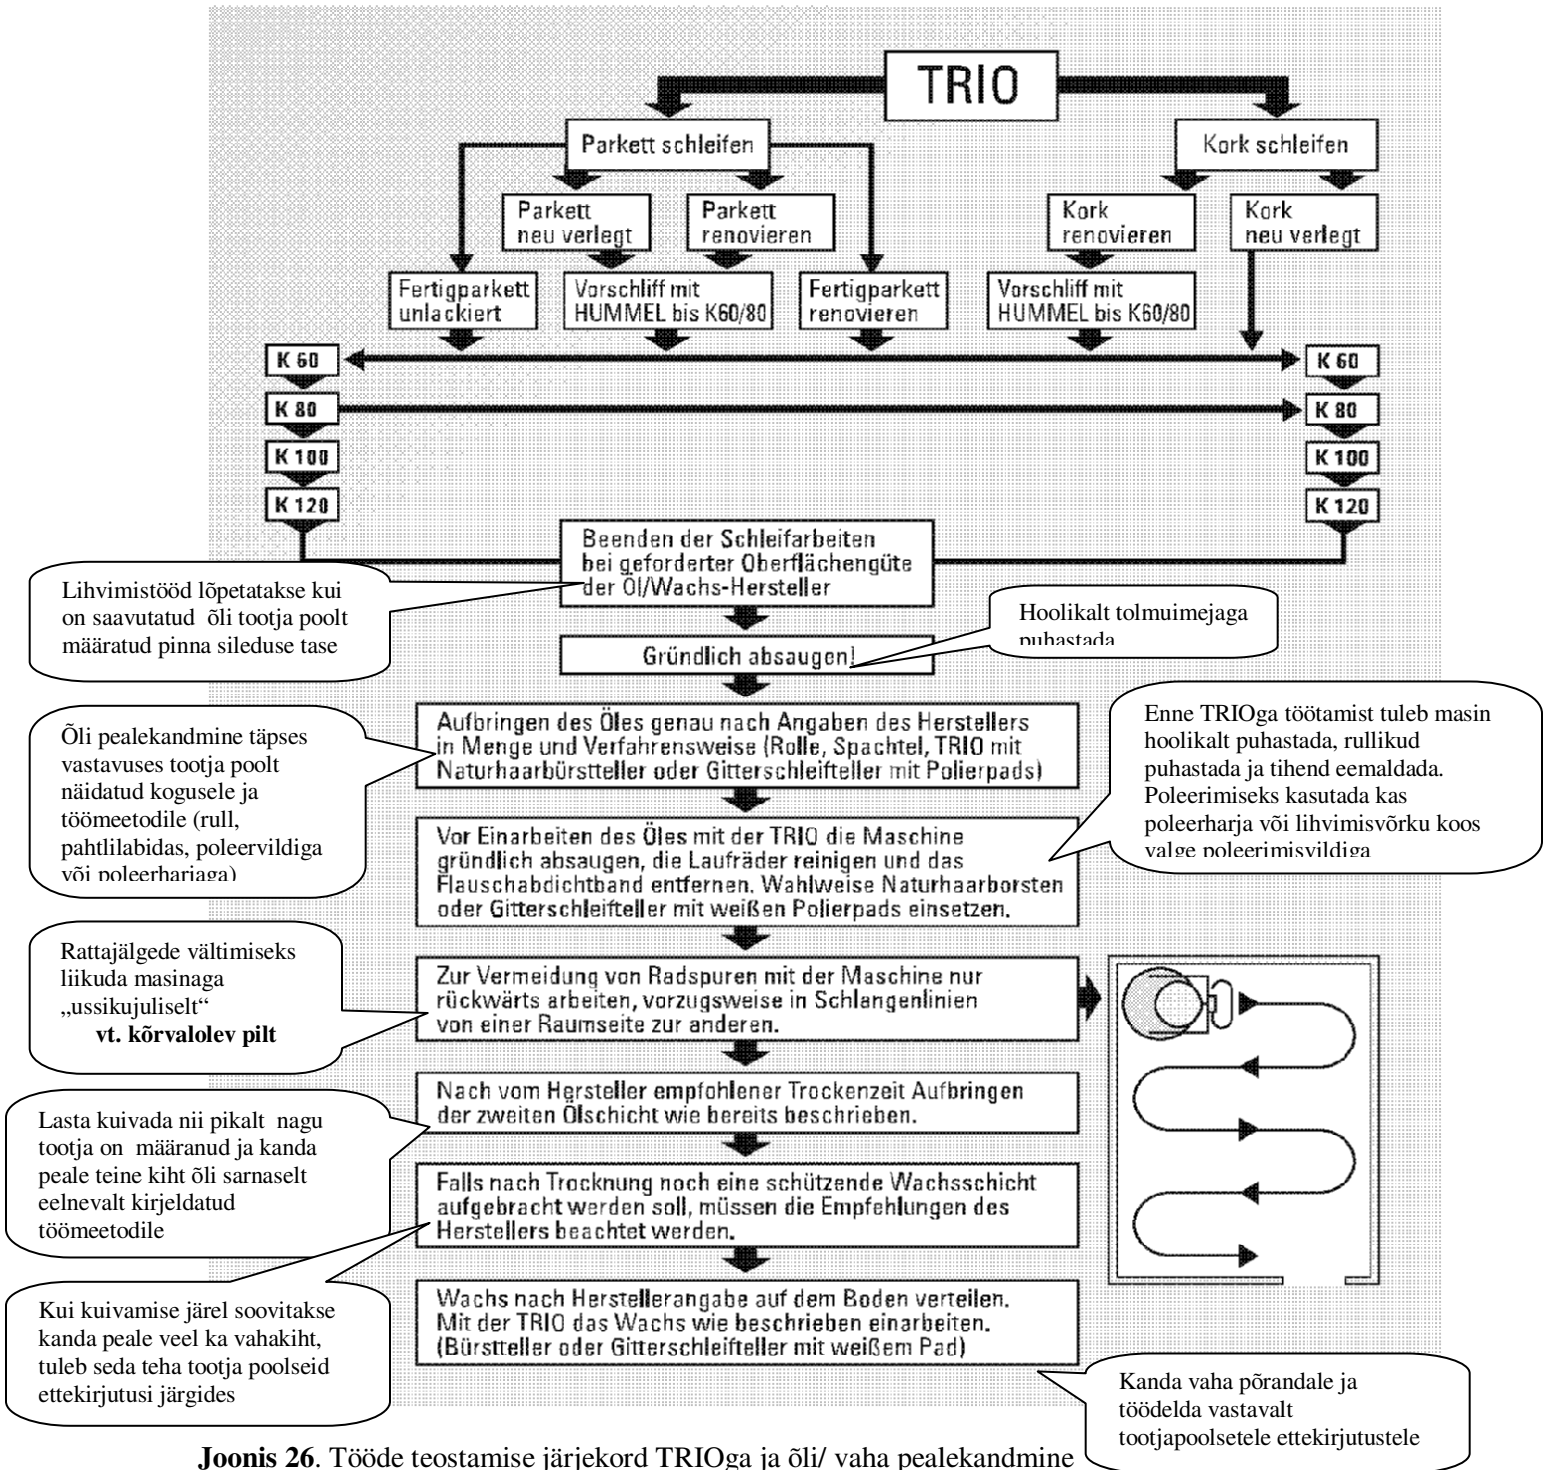 TRIO
Parkett schleifen
Kork schleifen
Parkett
neu verlegt
Parkett
renovieren
Kork
renovieren
Kork
neu verlegt
Fertigparkett
unlackiert
Vorschliff mit
HUMMEL bis K60/80
Fertigparkett
renovieren
Vorschliff mit
HUMMEL bis K60/80
K 60
K 60
K 80
K 80
K 100
K 100
K 120
K 120
Beenden der Schleifarbeiten
bei geforderter Oberflächengüte
der Öl/Wachs-Hersteller
Lihvimistööd lõpetatakse kui
on saavutatud õli tootja poolt
määratud pinna sileduse tase
Hoolikalt tolmuimejaga
puhastada
Gründlich absaugen!
Aufbringen des Öles genau nach Angaben des Herstellers
in Menge und Verfahrensweise (Rolle, Spachtel, TRIO mit
Naturhaarbürstteller oder Gitterschleifteller mit Polierpads)
Õli pealekandmine täpses
vastavuses tootja poolt
näidatud kogusele ja
töömeetodile (rull,
pahtlilabidas, poleervildiga
või poleerharjaga)
Enne TRIOga töötamist tuleb masin
hoolikalt puhastada, rullikud
puhastada ja tihend eemaldada.
Poleerimiseks kasutada kas
poleerharja või lihvimisvõrku koos
valge poleerimisvildiga
Vor Einarbeiten des Öles mit der TRIO die Maschine
gründlich absaugen, die Laufräder reinigen und das
Flauschabdichtband entfernen. Wahlweise Naturhaarborsten
oder Gitterschleifteller mit weißen Polierpads einsetzen.
Rattajälgede vältimiseks
liikuda masinaga
„ussikujuliselt“
vt. kõrvalolev pilt
Zur Vermeidung von Radspuren mit der Maschine nur
rückwärts arbeiten, vorzugsweise in Schlangenlinien
von einer Raumseite zur anderen.
Nach vom Hersteller empfohlener Trockenzeit Aufbringen
der zweiten Ölschicht wie bereits beschrieben.
Lasta kuivada nii pikalt nagu
tootja on määranud ja kanda
peale teine kiht õli sarnaselt
eelnevalt kirjeldatud
töömeetodile
Falls nach Trocknung noch eine schützende Wachsschicht
aufgebracht werden soll, müssen die Empfehlungen des
Herstellers beachtet werden.
Kui kuivamise järel soovitakse
kanda peale veel ka vahakiht,
tuleb seda teha tootja poolseid
ettekirjutusi järgides
Wachs nach Herstellerangabe auf dem Boden verteilen.
Mit der TRIO das Wachs wie beschrieben einarbeiten.
(Bürstteller oder Gitterschleifteller mit weißem Pad)
Kanda vaha põrandale ja
töödelda vastavalt
tootjapoolsetele ettekirjutustele
Joonis 26. Tööde teostamise järjekord TRIOga ja õli/ vaha pealekandmine